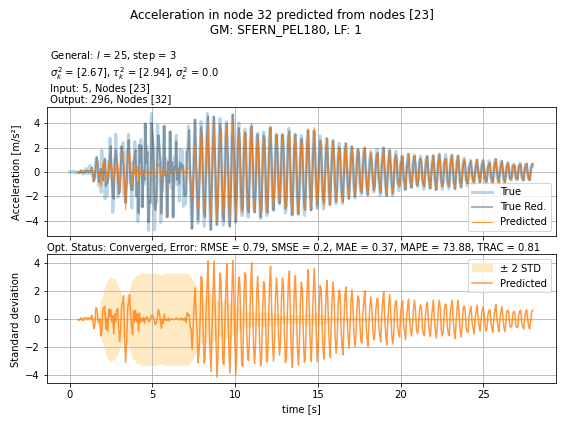 Acceleration in node 32 predicted from nodes [23]
GM: SFERN_PEL180, LF: 1
General: l = 25, step = 3
σ²ₖ = [2.67], τ²ₖ = [2.94], σ²ε = 0.0
Input: 5, Nodes [23]
Output: 296, Nodes [32]
Acceleration [m/s²]
4
2
0
−2
−4
True
True Red.
Predicted
Opt. Status: Converged, Error: RMSE = 0.79, SMSE = 0.2, MAE = 0.37, MAPE = 73.88, TRAC = 0.81
Standard deviation
4
2
0
−2
−4
± 2 STD
Predicted
0 5 10 15 20 25
time [s]